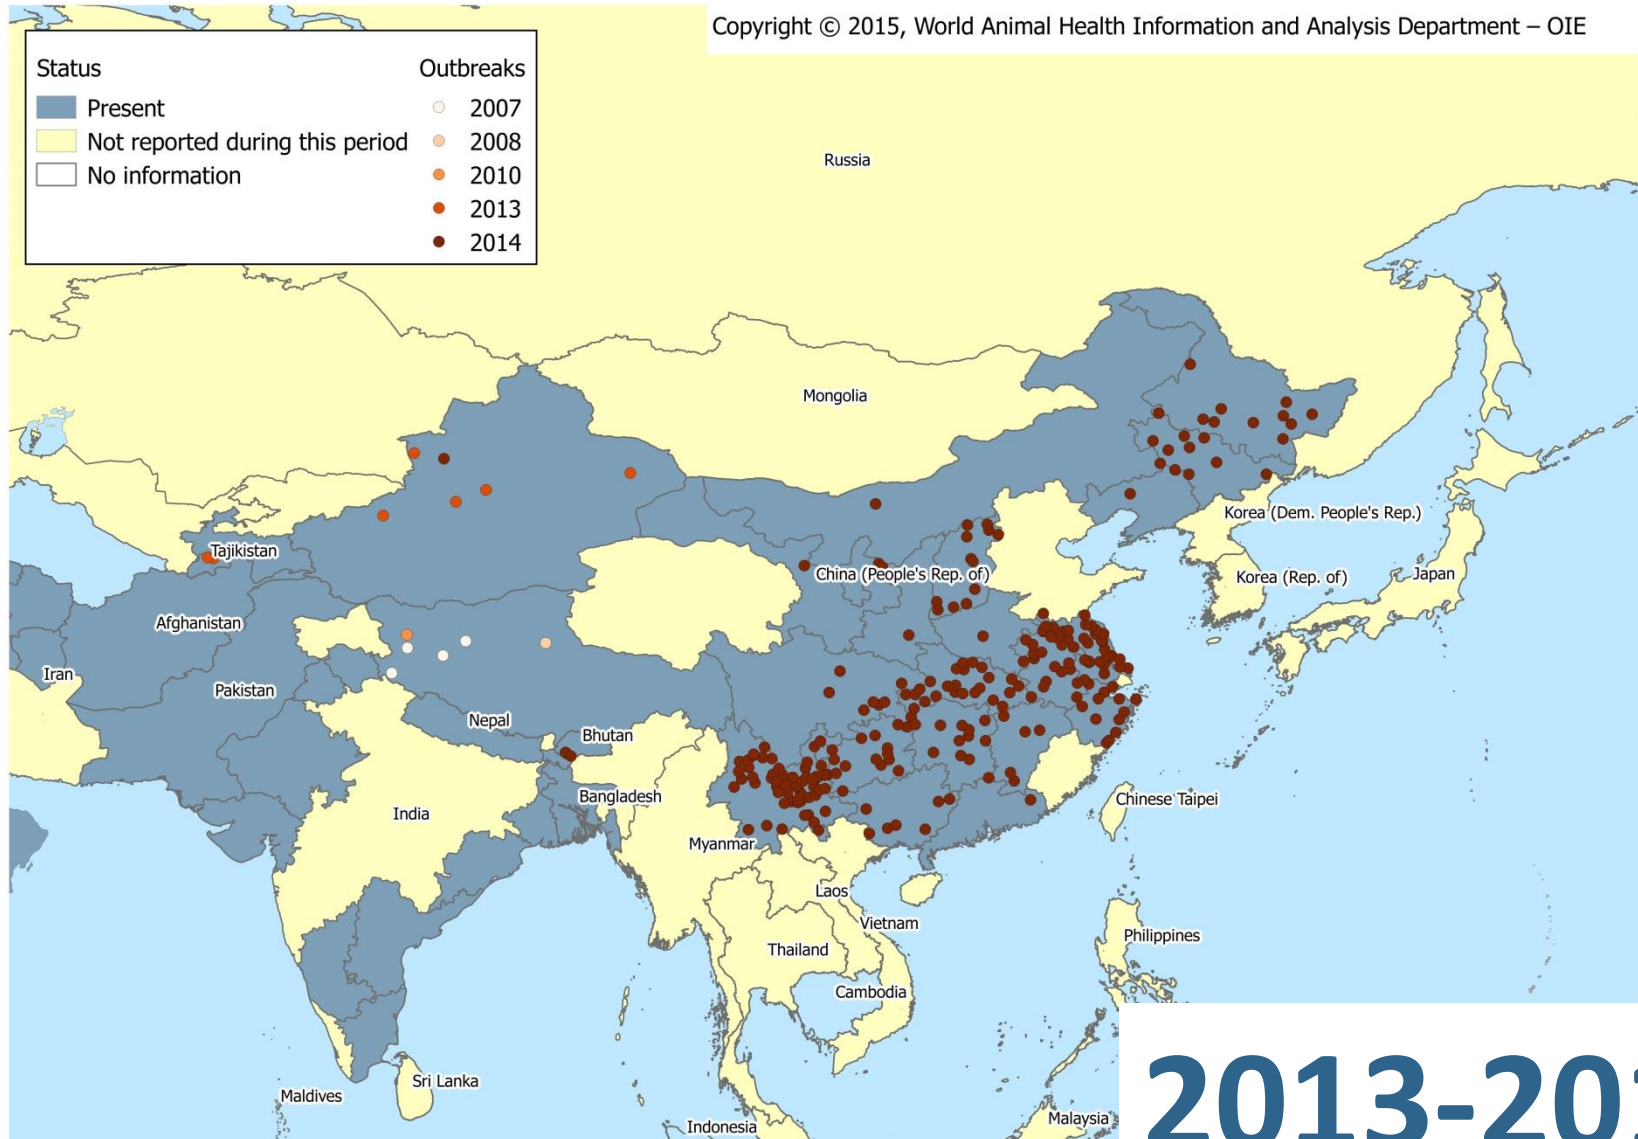 Copyright © 2015, World Animal Health Information and Analysis Department – OIE
Status
Present
Not reported during this period
No information
Outbreaks
2007
2008
2010
2013
2014
Russia
Mongolia
Korea (Dem. People's Rep.)
Tajikistan
China (People's Rep. of)
Korea (Rep. of)
Japan
Afghanistan
Iran
Pakistan
Nepal
Bhutan
Bangladesh
Chinese Taipei
India
Myanmar
Laos
Vietnam
Philippines
Thailand
Cambodia
Sri Lanka
Maldives
Malaysia
Indonesia
2013-20